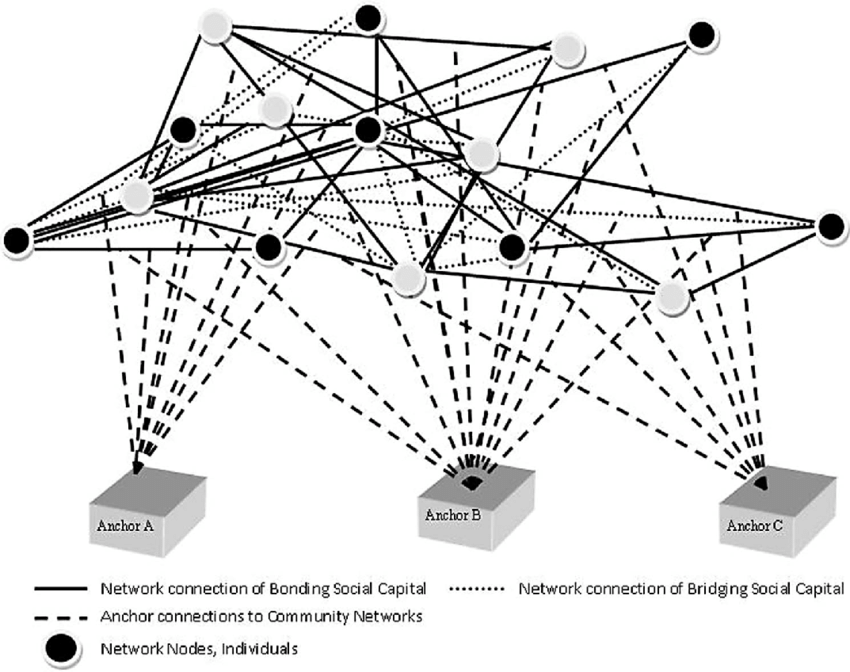 Anchor A
Anchor B
Anchor C
Network connection of Bonding Social Capital
Network connection of Bridging Social Capital
Anchor connections to Community Networks
Network Nodes, Individuals